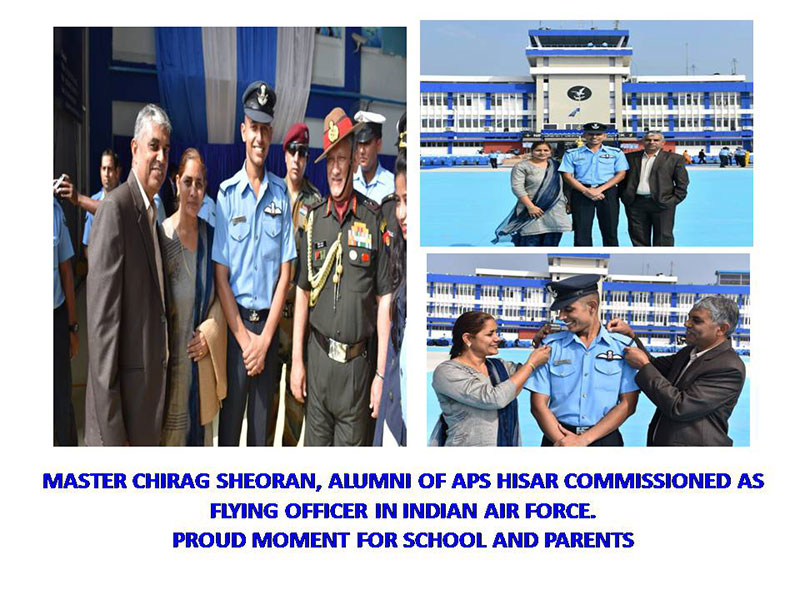 MASTER CHIRAG SHEORAN, ALUMNI OF APS HISAR COMMISSIONED AS
FLYING OFFICER IN INDIAN AIR FORCE.
PROUD MOMENT FOR SCHOOL AND PARENTS